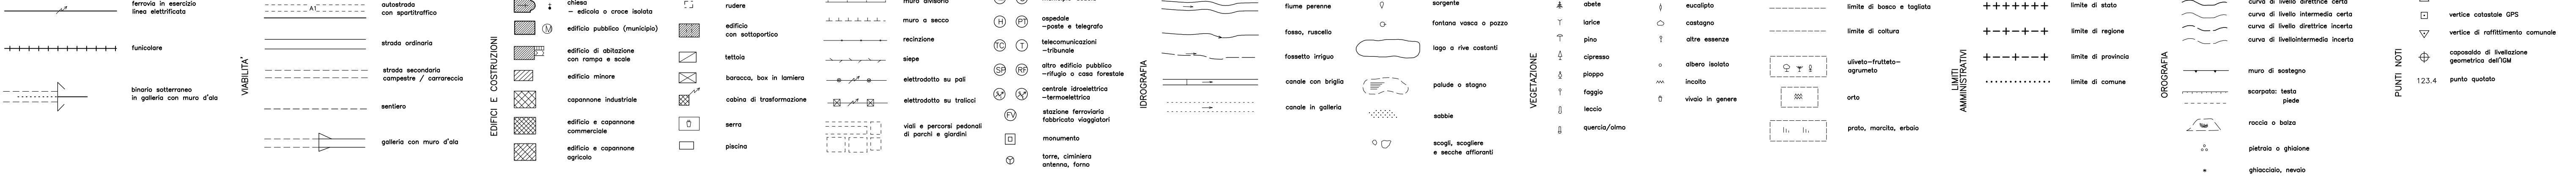 ferrovia in esercizio
linea elettrificata
funicolare
binario sotterraneo
in galleria con muro d'ala
VIABILITA'
A1
autostrada
con spartitraffico
strada ordinaria
strada secondaria
campestre / carrareccia
sentiero
galleria con muro d'ala
EDIFICI E COSTRUZIONI
chiesa
- edicola o croce isolata
M
edificio pubblico (municipio)
edificio di abitazione
con rampa e scale
edificio minore
capannone industriale
edificio e capannone
commerciale
edificio e capannone
agricolo
rudere
edificio
con sottoportico
tettoia
baracca, box in lamiera
cabina di trasformazione
serra
piscina
muro divisorio
muro a secco
recinzione
siepe
elettrodotto su pali
elettrodotto su tralicci
viali e percorsi pedonali
di parchi e giardini
H PT
ospedale
-poste e telegrafo
TC T
telecomunicazioni
-tribunale
SP RF
altro edificio pubblico
-rifugio o casa forestale
centrale idroelettrica
-termoelettrica
FV
stazione ferroviaria
fabbricato viaggiatori
monumento
torre, ciminiera
antenna, forno
IDROGRAFIA
fiume perenne
fosso, ruscello
fossetto irriguo
canale con briglia
canale in galleria
sorgente
fontana vasca o pozzo
lago a rive costanti
palude o stagno
sabbie
scogli, scogliere
e secche affioranti
VEGETAZIONE
abete
larice
pino
cipresso
pioppo
faggio
leccio
quercia/olmo
eucalipto
castagno
altre essenze
albero isolato
incolto
vivaio in genere
limite di bosco e tagliata
limite di coltura
uliveto-frutteto-
agrumeto
orto
prato, marcita, erbaio
LIMITI
AMMINISTRATIVI
limite di stato
limite di regione
limite di provincia
limite di comune
OROGRAFIA
curva di livello direttrice certa
curva di livello intermedia certa
curva di livello direttrice incerta
curva di livellointermedia incerta
muro di sostegno
scarpata: testa
piede
roccia o balza
pietraia o ghiaione
ghiacciaio, nevaio
PUNTI NOTI
vertice catastale GPS
vertice di raffittimento comunale
caposaldo di livellazione
geometrica dell'IGM
123.4
punto quotato